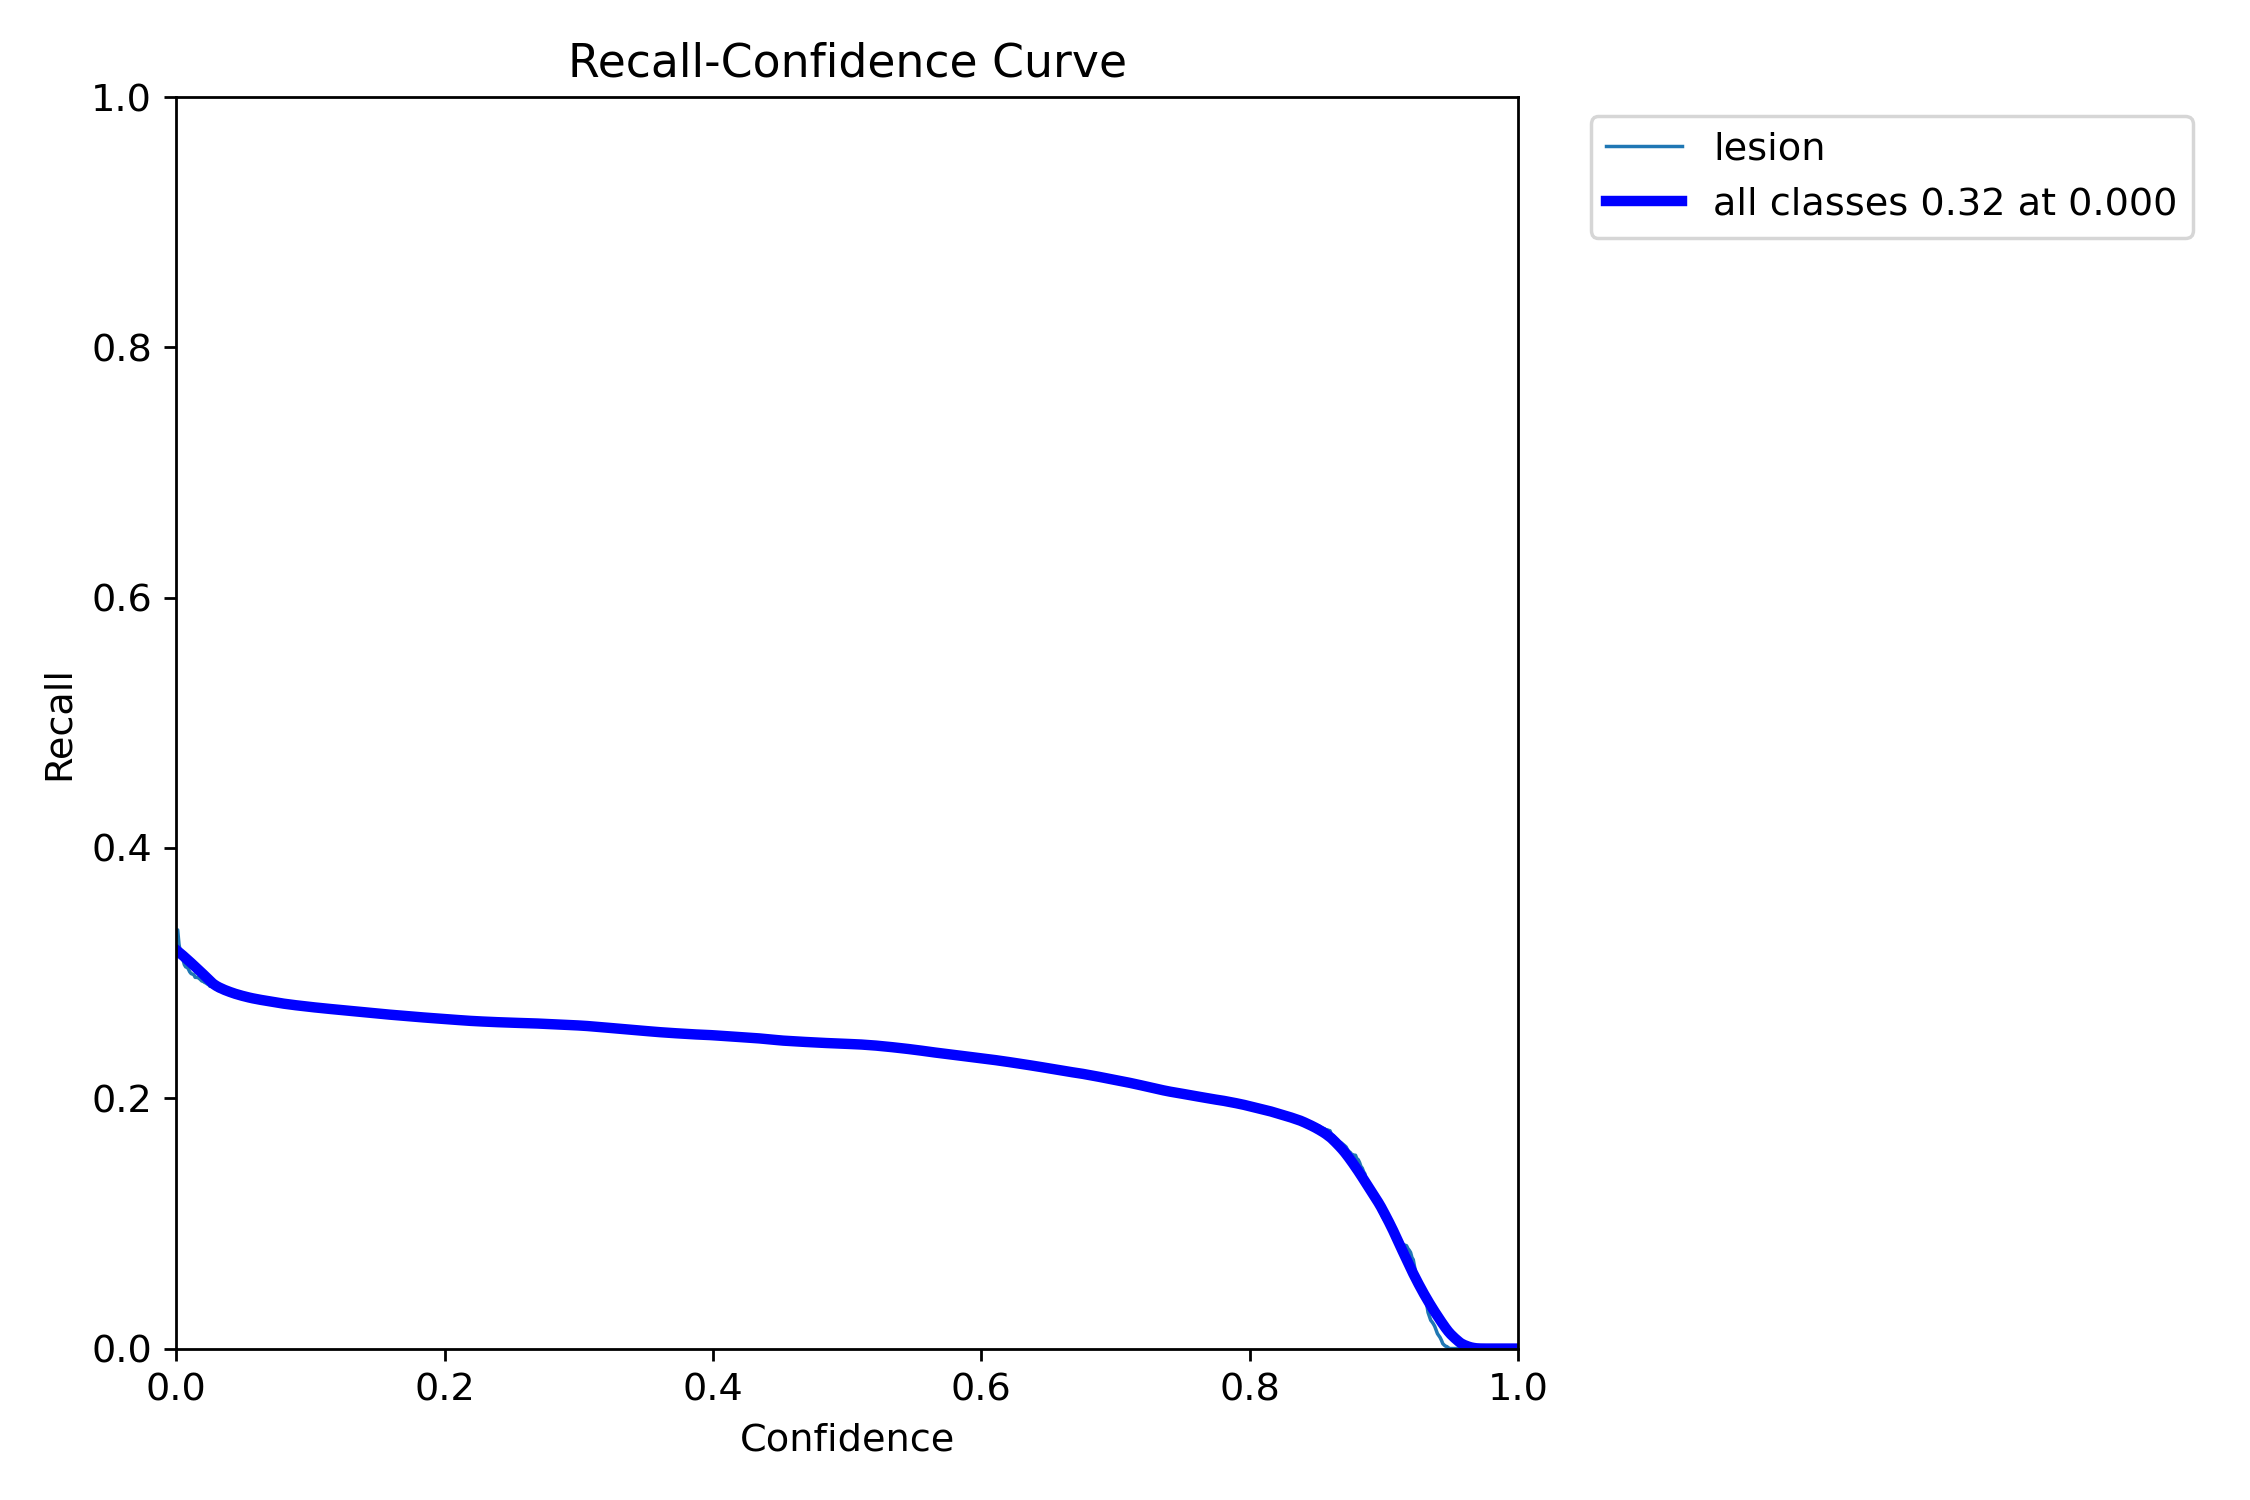 Recall-Confidence Curve
1.0
0.8
0.6
0.4
0.2
0.0
Recall
0.0 0.2 0.4 0.6 0.8 1.0
Confidence
lesion
all classes 0.32 at 0.000